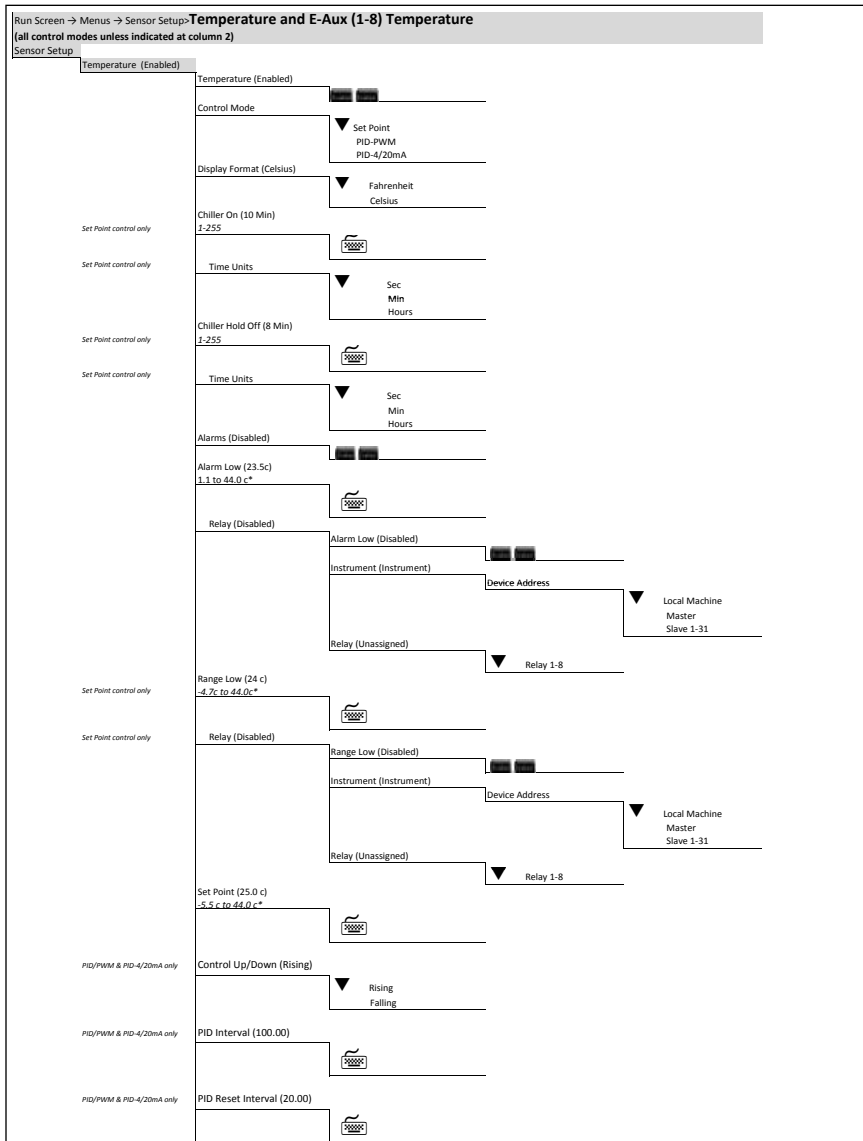 Run Screen → Menus → Sensor Setup>Temperature and E-Aux (1-8) Temperature
(all control modes unless indicated at column 2)
Sensor Setup
Temperature (Enabled)
Temperature (Enabled)
Control Mode
Set Point
PID-PWM
PID-4/20mA
Display Format (Celsius)
Fahrenheit
Celsius
Chiller On (10 Min)
Set Point control only 1-255
Set Point control only Time Units
Sec
Min
Hours
Chiller Hold Off (8 Min)
Set Point control only 1-255
Set Point control only Time Units
Sec
Min
Hours
Alarms (Disabled)
Alarm Low (23.5c)
1.1 to 44.0 c*
Relay (Disabled)
Alarm Low (Disabled)
Instrument (Instrument)
Device Address
Local Machine
Master
Slave 1-31
Relay (Unassigned)
Relay 1-8
Range Low (24 c)
Set Point control only -4.7c to 44.0c*
Set Point control only Relay (Disabled)
Range Low (Disabled)
Instrument (Instrument)
Device Address
Local Machine
Master
Slave 1-31
Relay (Unassigned)
Relay 1-8
Set Point (25.0 c)
-5.5 c to 44.0 c*
PID/PWM & PID-4/20mA only Control Up/Down (Rising)
Rising
Falling
PID/PWM & PID-4/20mA only PID Interval (100.00)
PID/PWM & PID-4/20mA only PID Reset Interval (20.00)